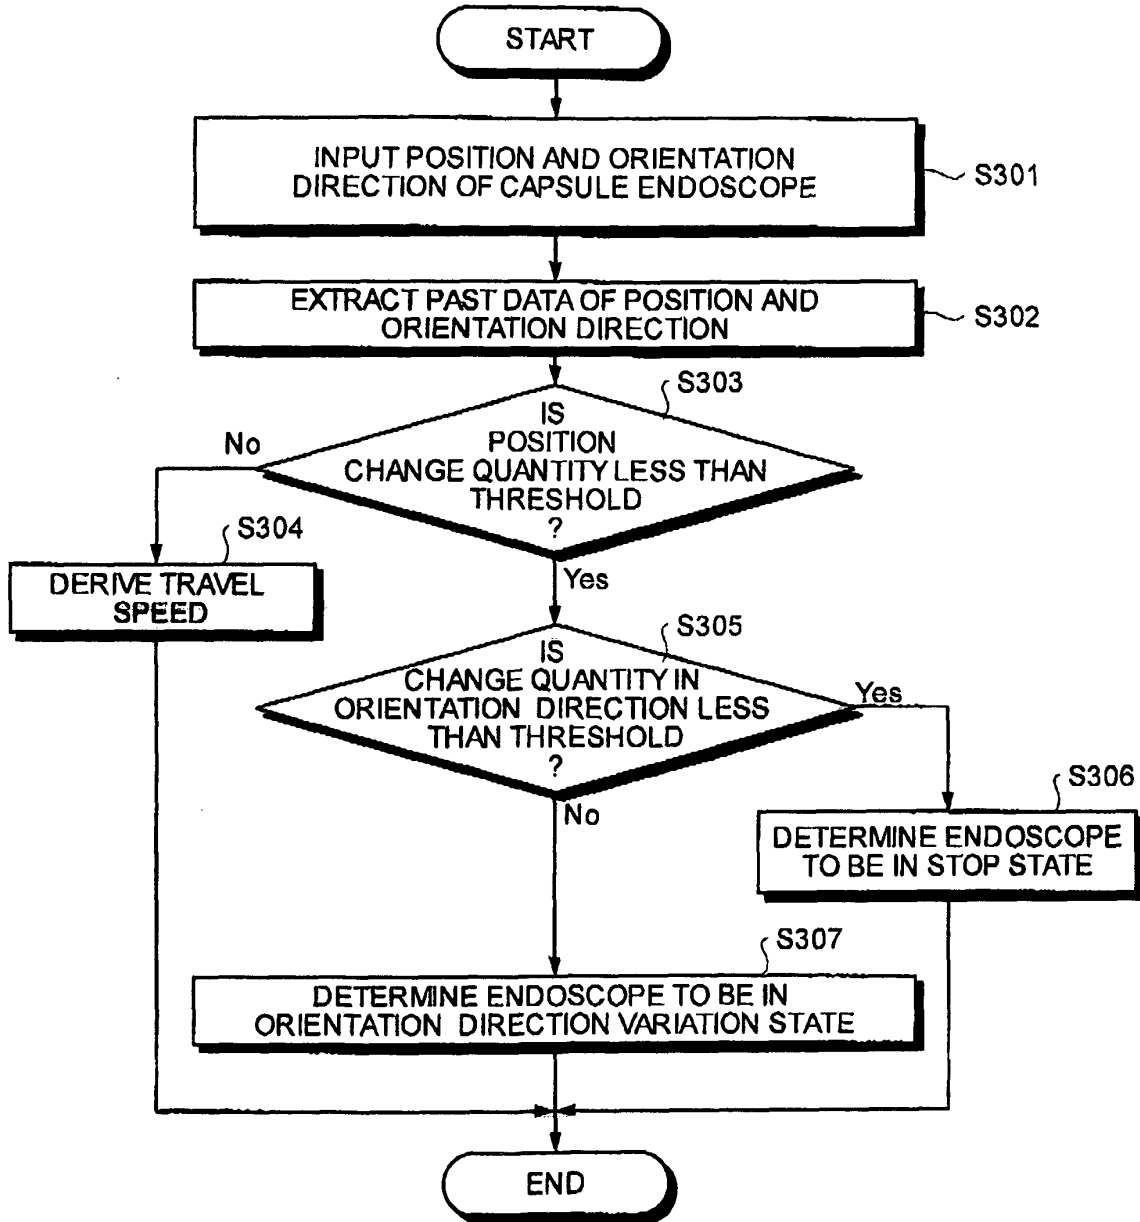 START
INPUT POSITION AND ORIENTATION
DIRECTION OF CAPSULE ENDOSCOPE
S301
EXTRACT PAST DATA OF POSITION AND
ORIENTATION DIRECTION
S302
S303
IS
POSITION
CHANGE QUANTITY LESS THAN
THRESHOLD
?
No
Yes
S304
DERIVE TRAVEL
SPEED
S305
IS
CHANGE QUANTITY IN
ORIENTATION DIRECTION LESS
THAN THRESHOLD
?
Yes
No
S306
DETERMINE ENDOSCOPE
TO BE IN STOP STATE
S307
DETERMINE ENDOSCOPE TO BE IN
ORIENTATION DIRECTION VARIATION STATE
END